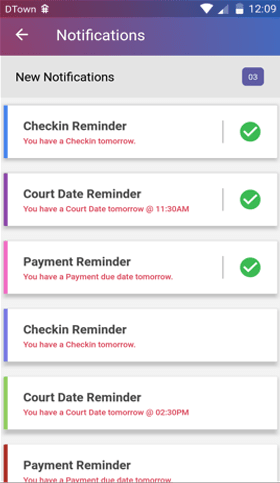 DTown 12:09
Notifications
New Notifications 03
Checkin Reminder
You have a Checkin tomorrow.
Court Date Reminder
You have a Court Date tomorrow @ 11:30AM
Payment Reminder
You have a Payment due date tomorrow.
Checkin Reminder
You have a Checkin tomorrow.
Court Date Reminder
You have a Court Date tomorrow @ 02:30PM
Payment Reminder
You have a Payment due date tomorrow.